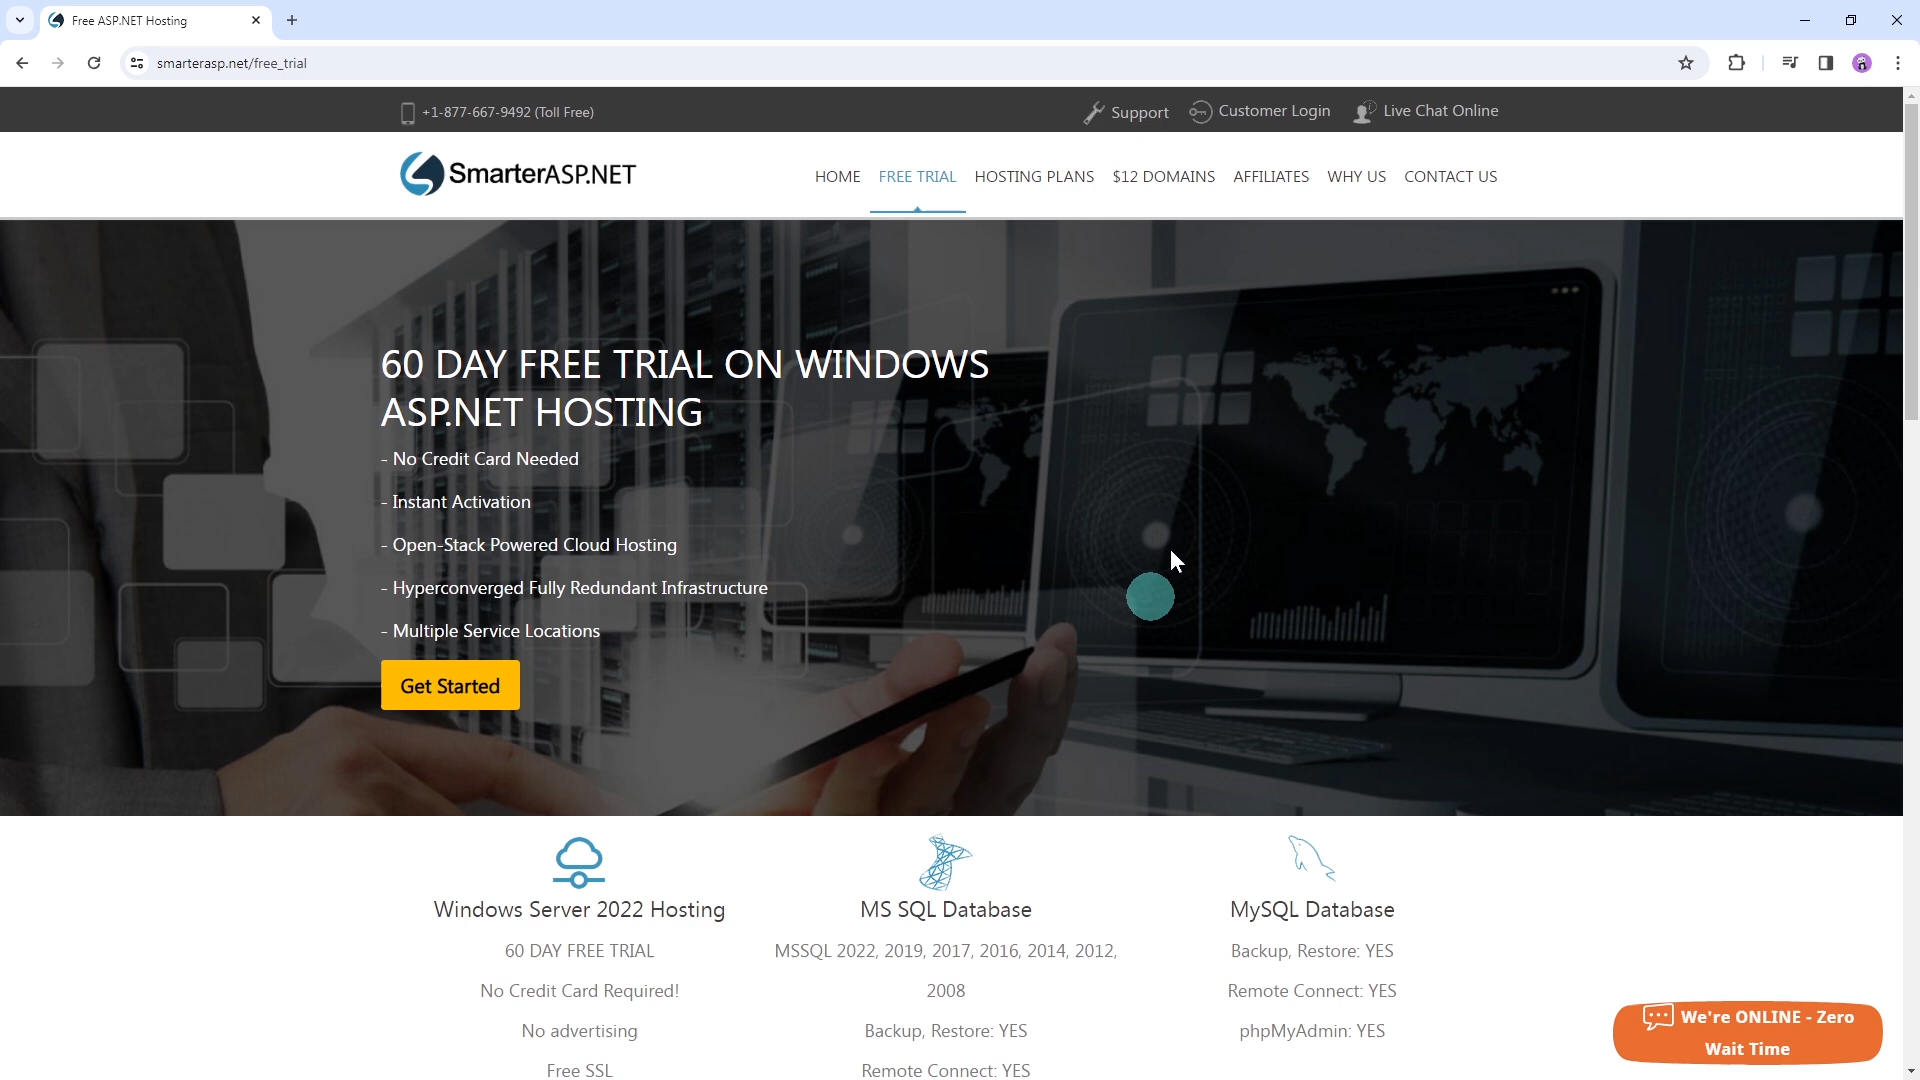 Free ASP.NET Hosting
smarterasp.net/free_trial
+1-877-667-9492 (Toll Free)
Support
Customer Login
Live Chat Online
SmarterASP.NET
HOME
FREE TRIAL
HOSTING PLANS
$12 DOMAINS
AFFILIATES
WHY US
CONTACT US
60 DAY FREE TRIAL ON WINDOWS
ASP.NET HOSTING
- No Credit Card Needed
- Instant Activation
- Open-Stack Powered Cloud Hosting
- Hyperconverged Fully Redundant Infrastructure
- Multiple Service Locations
Get Started
Windows Server 2022 Hosting
60 DAY FREE TRIAL
No Credit Card Required!
No advertising
Free SSL
MS SQL Database
MSSQL 2022, 2019, 2017, 2016, 2014, 2012,
2008
Backup, Restore: YES
Remote Connect: YES
MySQL Database
Backup, Restore: YES
Remote Connect: YES
phpMyAdmin: YES
We're ONLINE - Zero
Wait Time